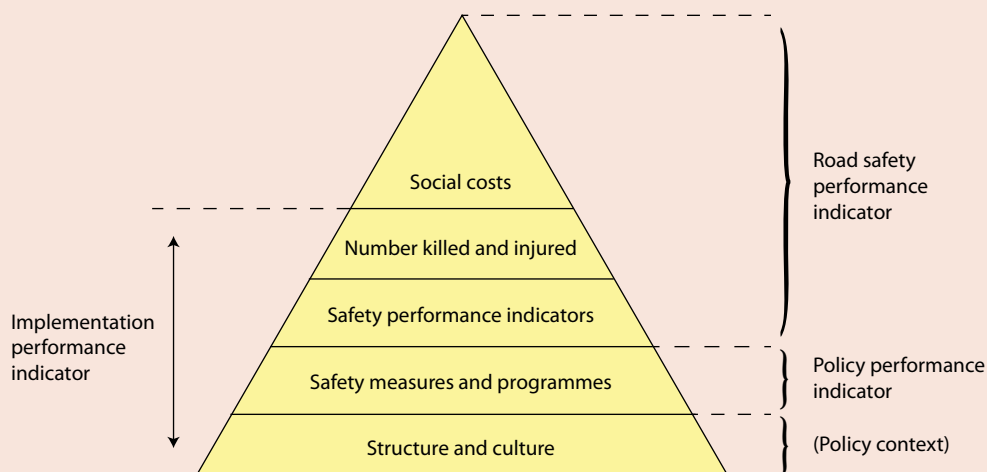 Social costs
Number killed and injured
Safety performance indicators
Safety measures and programmes
Structure and culture
Implementation
performance
indicator
Road safety
performance
indicator
Policy performance
indicator
(Policy context)